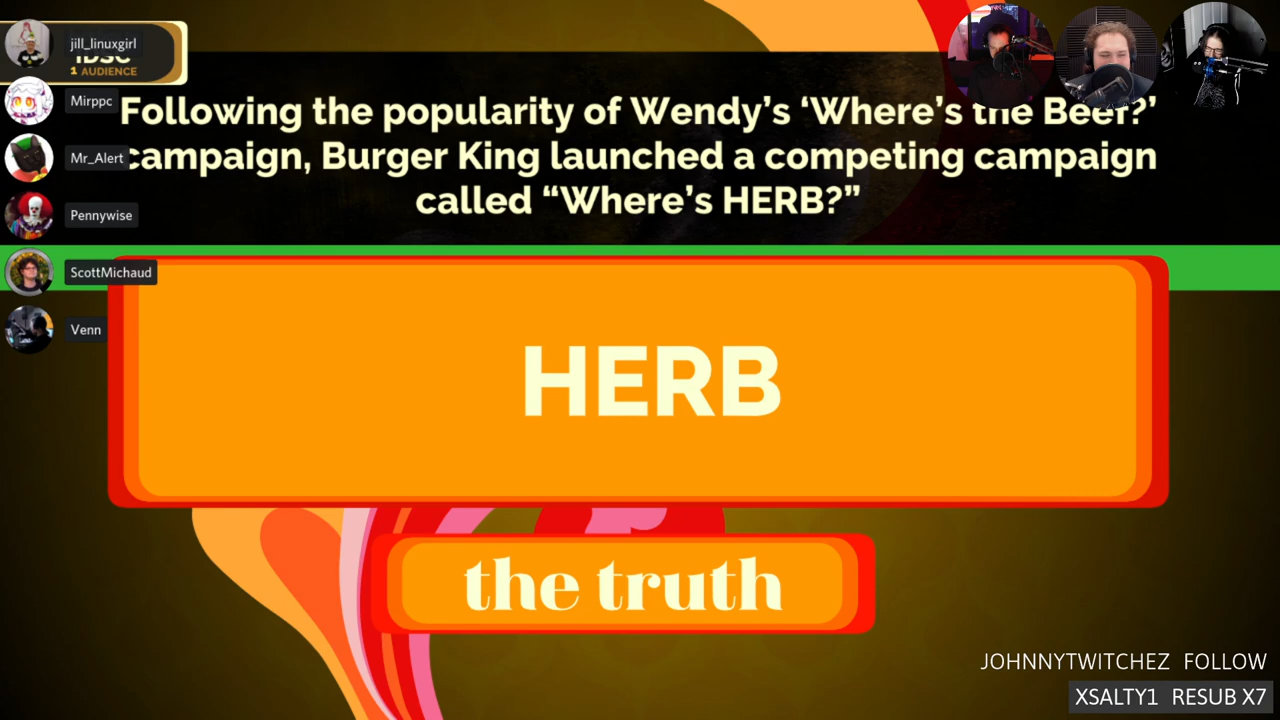 jill_linuxgirl
IDSC
1 AUDIENCE
Mirppc
Following the popularity of Wendy's ‘Where's the Beef?’
Mr_Alert
campaign, Burger King launched a competing campaign
called “Where's HERB?”
Pennywise
ScottMichaud
Venn
HERB
the truth
JOHNNYTWITCHEZ FOLLOW
XSALTY1 RESUB X7